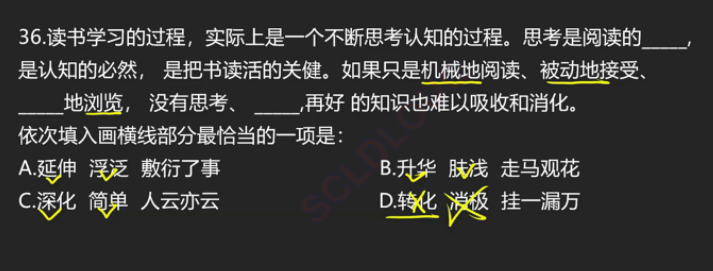 36.读书学习的过程，实际上是一个不断思考认知的过程。思考是阅读的_____,
是认知的必然， 是把书读活的关健。如果只是机械地阅读、被动地接受、
_____地浏览， 没有思考、 _____,再好 的知识也难以吸收和消化。
依次填入画横线部分最恰当的一项是：
A.延伸 浮泛 敷衍了事 B.升华 肤浅 走马观花
C.深化 简单 人云亦云 D.转化 消极 挂一漏万
SCLDLC